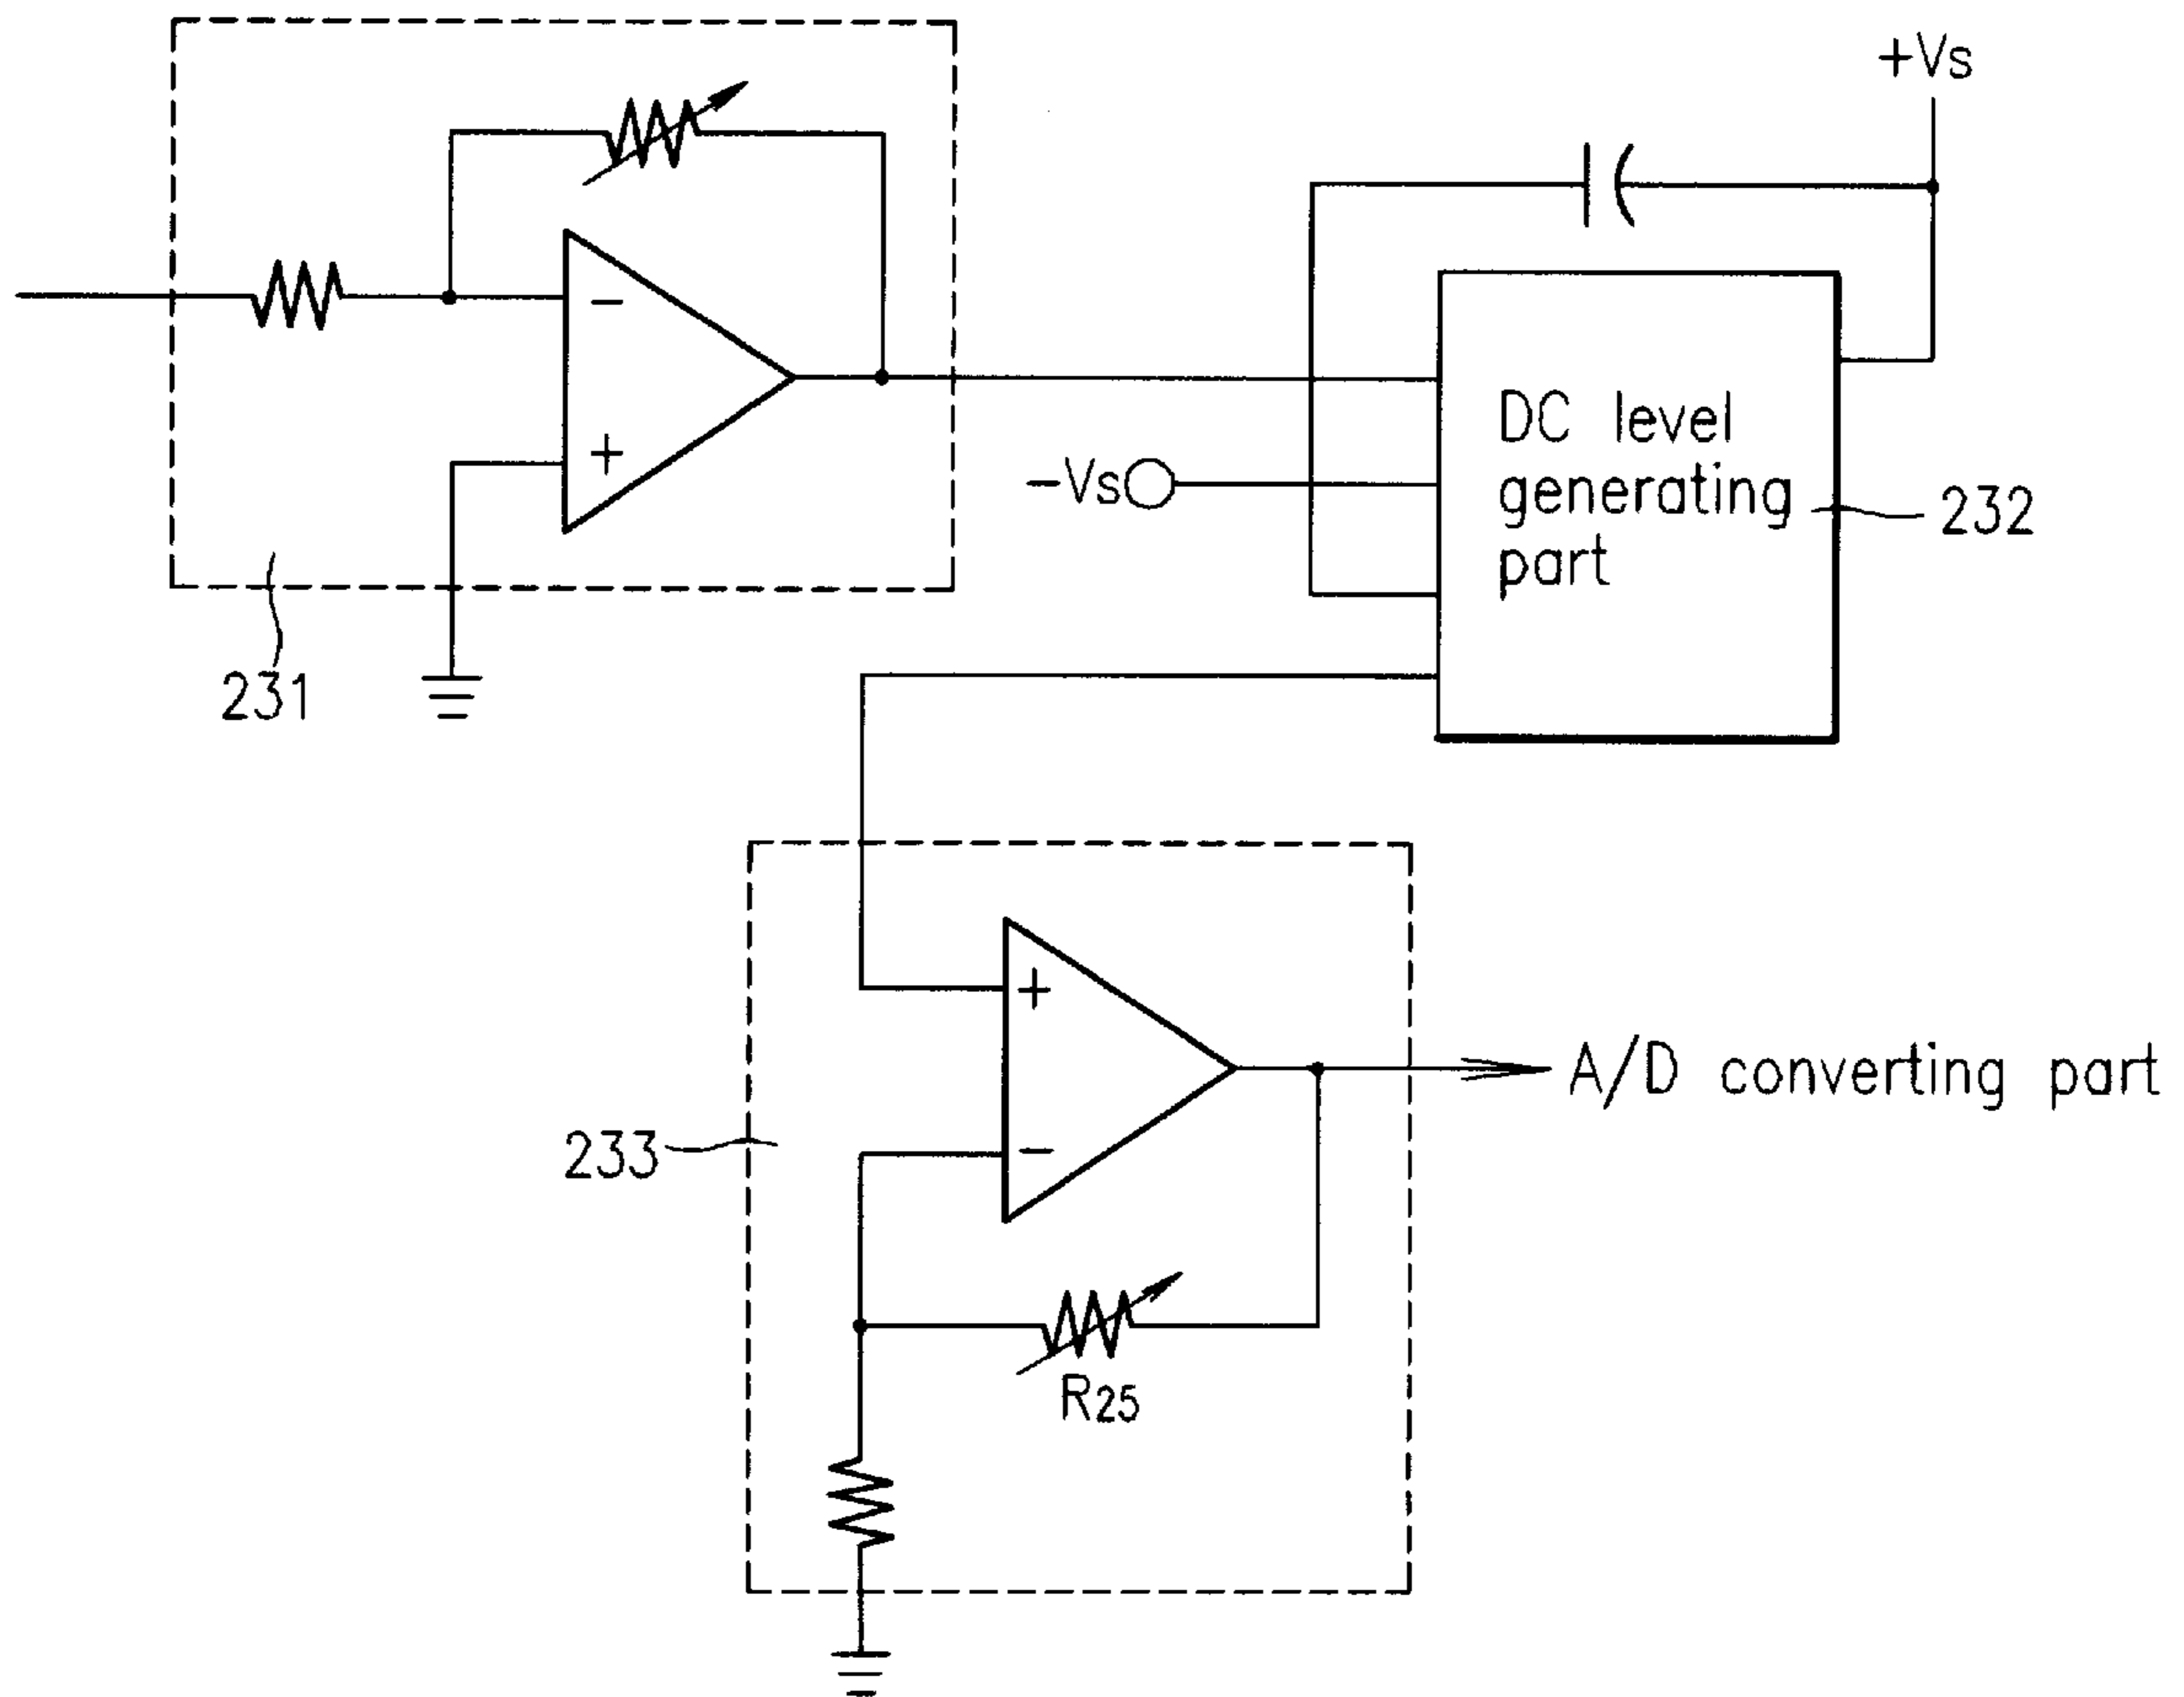 +Vs
−
+
DC level
generating
part
−Vs
232
231
+
A/D converting part
233
−
R25